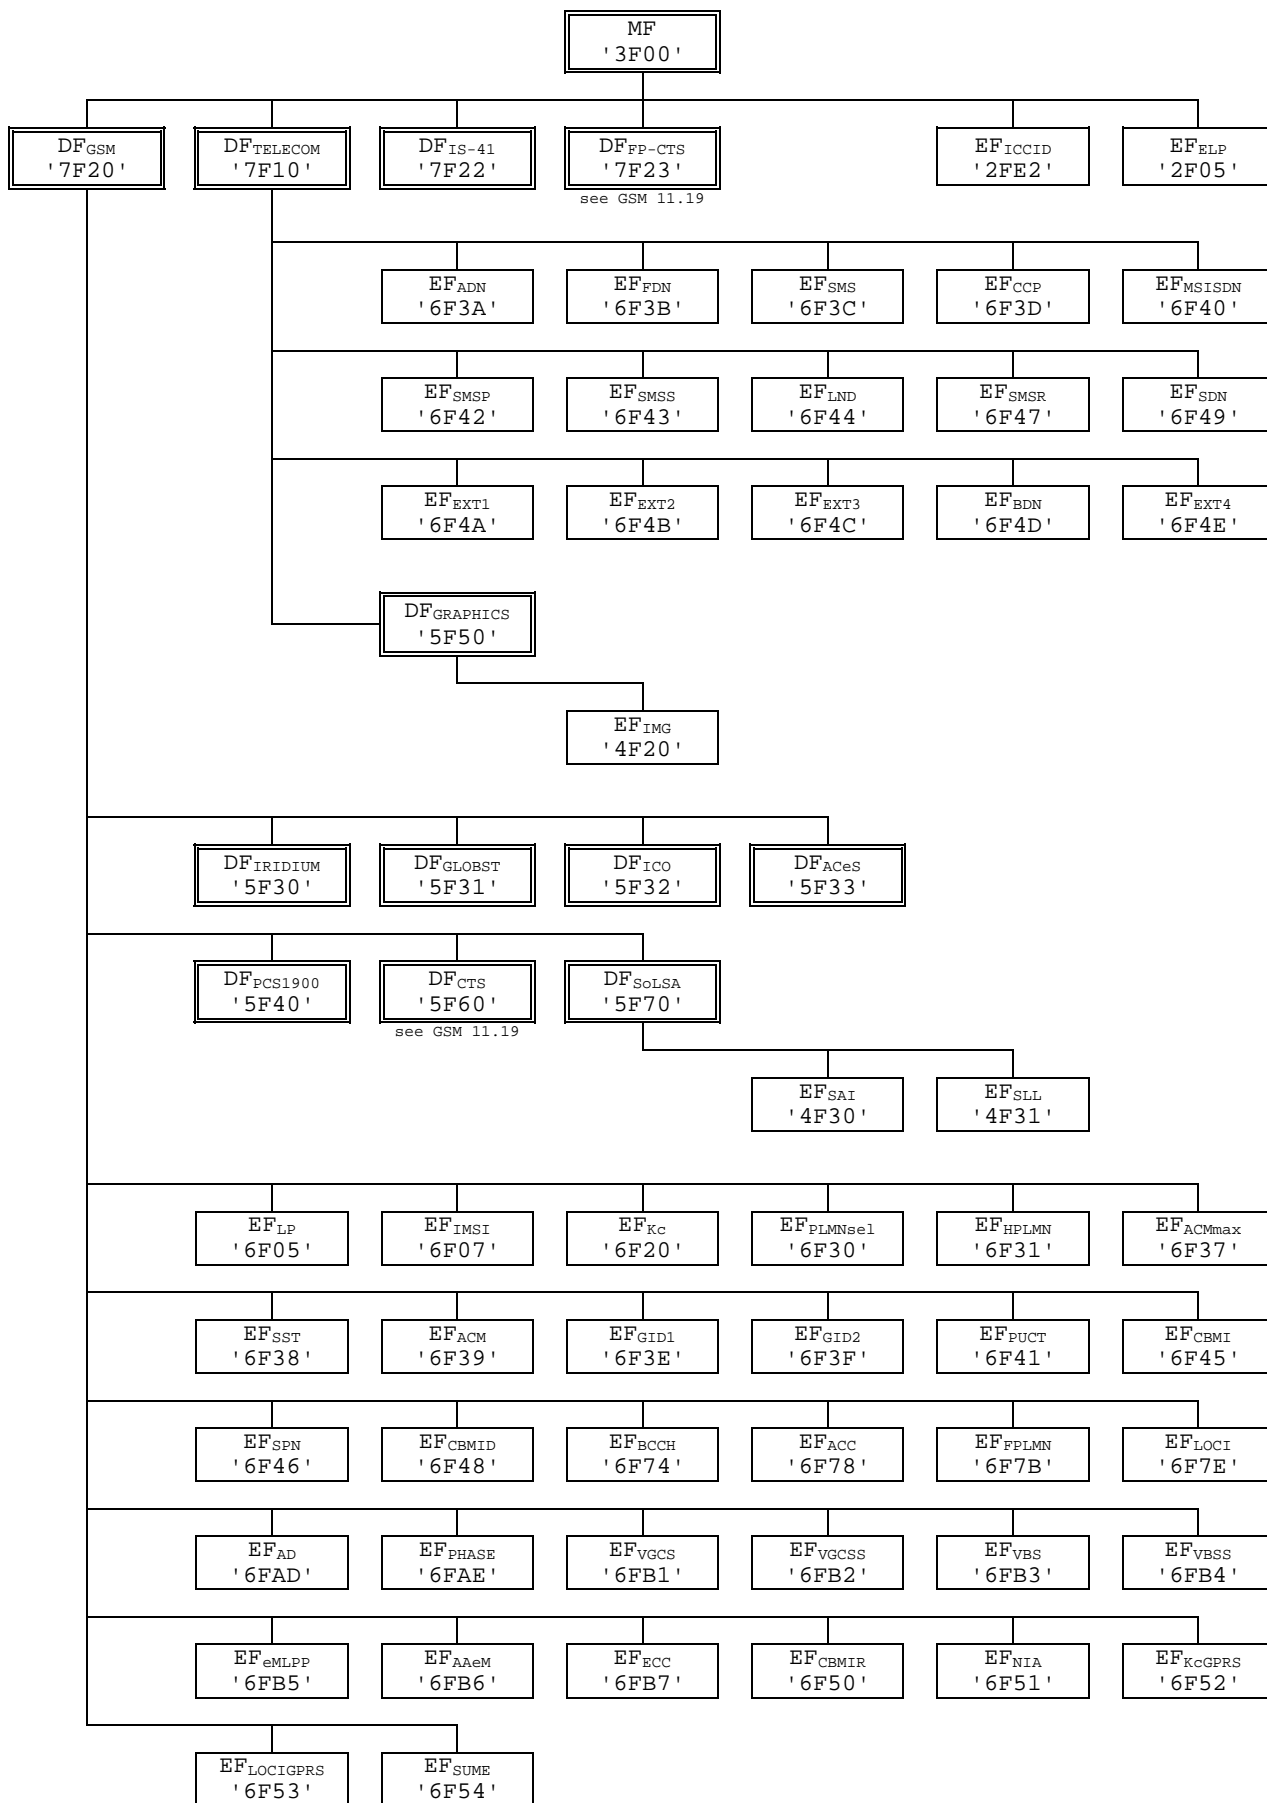 MF
'3F00'
DFGSM DFTELECOM DFIS-41 DFFP-CTS EFICCID EFELP
'7F20' '7F10' '7F22' '7F23' '2FE2' '2F05'
see GSM 11.19
EFADN EFFDN EFSMS EFCCP EFMSISDN
'6F3A' '6F3B' '6F3C' '6F3D' '6F40'
EFSMSP EFSMSS EFLND EFSMSR EFSDN
'6F42' '6F43' '6F44' '6F47' '6F49'
EFEXT1 EFEXT2 EFEXT3 EFBDN EFEXT4
'6F4A' '6F4B' '6F4C' '6F4D' '6F4E'
DFGRAPHICS
'5F50'
EFIMG
'4F20'
DFIRIDIUM DFGLOBST DFICO DFACeS
'5F30' '5F31' '5F32' '5F33'
DFPCS1900 DFCTS DFSoLSA
'5F40' '5F60' '5F70'
see GSM 11.19
EFSAI EFSLL
'4F30' '4F31'
EFLP EFIMSI EFKc EFPLMNsel EFHPLMN EFACMmax
'6F05' '6F07' '6F20' '6F30' '6F31' '6F37'
EFSST EFACM EFGID1 EFGID2 EFPUCT EFCBMI
'6F38' '6F39' '6F3E' '6F3F' '6F41' '6F45'
EFSPN EFCBMID EFBCCH EFACC EFFPLMN EFLOCI
'6F46' '6F48' '6F74' '6F78' '6F7B' '6F7E'
EFAD EFPHASE EFVGCS EFVGCSS EFVBS EFVBSS
'6FAD' '6FAE' '6FB1' '6FB2' '6FB3' '6FB4'
EFeMLPP EFAAeM EFECC EFCBMIR EFNIA EFKcGPRS
'6FB5' '6FB6' '6FB7' '6F50' '6F51' '6F52'
EFLOCIGPRS EFSUME
'6F53' '6F54'